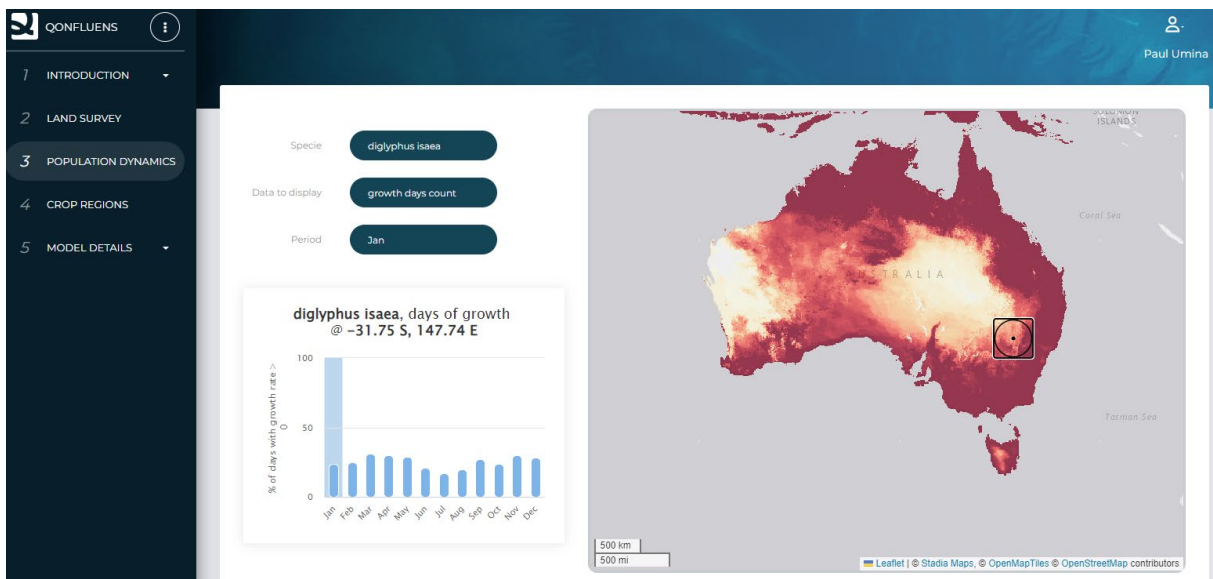 QONFLUENS
Paul Umina
1 INTRODUCTION
2 LAND SURVEY
3 POPULATION DYNAMICS
4 CROP REGIONS
5 MODEL DETAILS
Specie diglyphus isaea
Data to display growth days count
Period Jan
diglyphus isaea, days of growth
@ −31.75 S, 147.74 E
% of days with growth rate >
0
100
50
0
Jan Feb Mar Apr May Jun Jul Aug Sep Oct Nov Dec
SOLOMON
ISLANDS
Coral Sea
AUSTRALIA
Tasman Sea
500 km
500 mi
Leaflet | © Stadia Maps, © OpenMapTiles © OpenStreetMap contributors